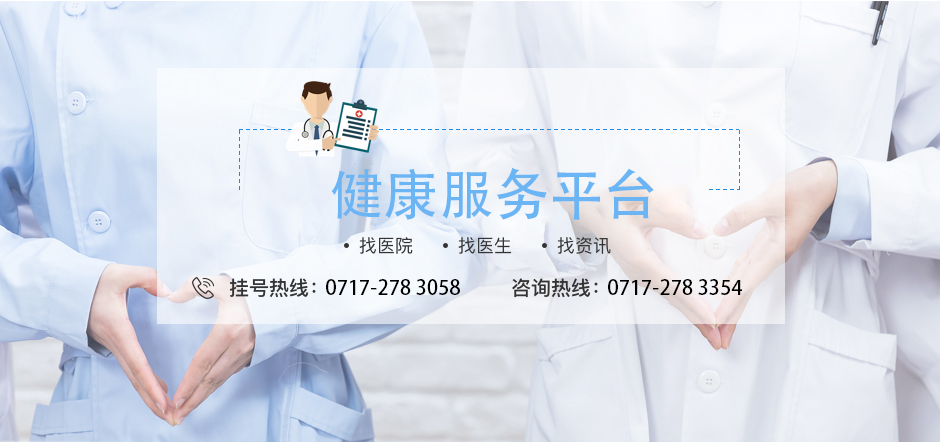 健康服务平台
• 找医院 • 找医生 • 找资讯
挂号热线：0717-278 3058 咨询热线：0717-278 3354